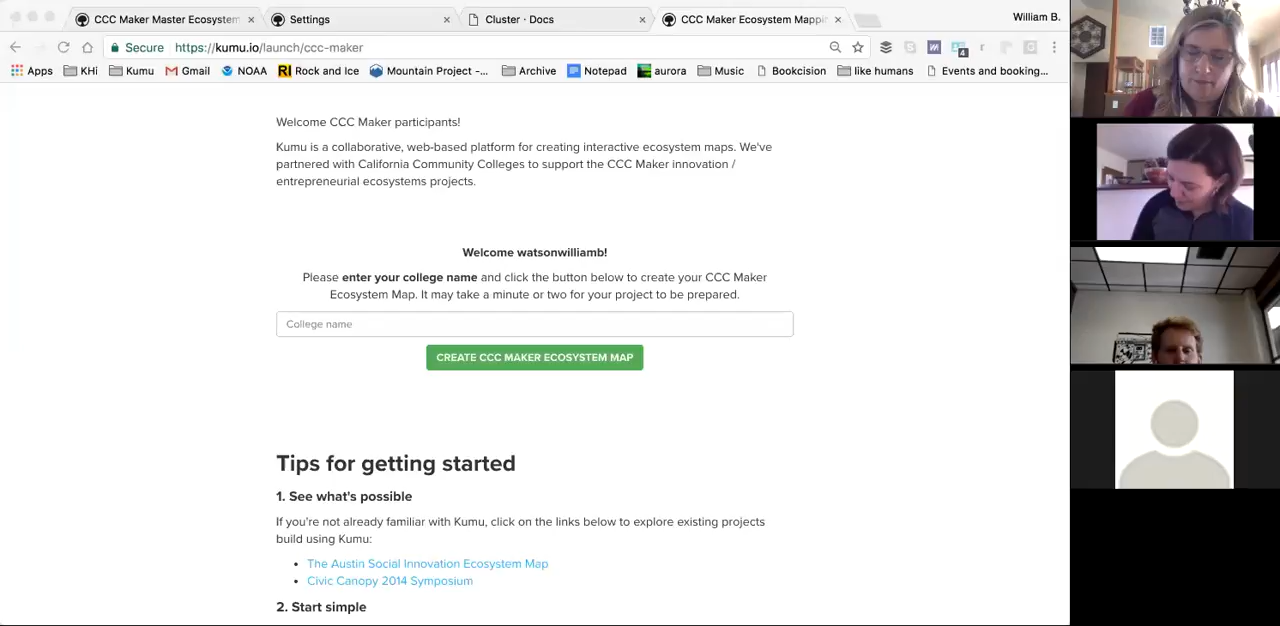 CCC Maker Master Ecosystem
Settings
Cluster · Docs
CCC Maker Ecosystem Mappi
William B.
Secure https://kumu.io/launch/ccc-maker
Apps KHi Kumu Gmail NOAA Rock and Ice Mountain Project -... Archive Notepad aurora Music Bookcision like humans Events and booking...
Welcome CCC Maker participants!
Kumu is a collaborative, web-based platform for creating interactive ecosystem maps. We've
partnered with California Community Colleges to support the CCC Maker innovation /
entrepreneurial ecosystems projects.
Welcome watsonwilliamb!
Please enter your college name and click the button below to create your CCC Maker
Ecosystem Map. It may take a minute or two for your project to be prepared.
College name
CREATE CCC MAKER ECOSYSTEM MAP
Tips for getting started
1. See what's possible
If you're not already familiar with Kumu, click on the links below to explore existing projects
build using Kumu:
• The Austin Social Innovation Ecosystem Map
• Civic Canopy 2014 Symposium
2. Start simple